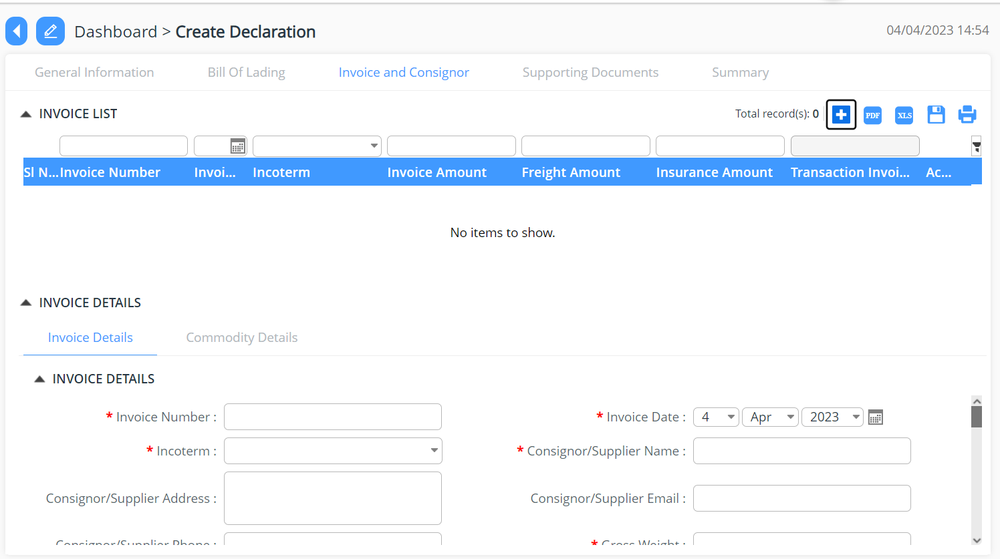 Dashboard > Create Declaration
04/04/2023 14:54
General Information Bill Of Lading Invoice and Consignor Supporting Documents Summary
INVOICE LIST
Total record(s): 0
PDF XLS
Sl N... Invoice Number Invoi... Incoterm Invoice Amount Freight Amount Insurance Amount Transaction Invoi... Ac...
No items to show.
INVOICE DETAILS
Invoice Details Commodity Details
INVOICE DETAILS
* Invoice Number :
* Invoice Date : 4 Apr 2023
* Incoterm :
* Consignor/Supplier Name :
Consignor/Supplier Address :
Consignor/Supplier Email :
Consignor/Supplier Phone :
* Gross Weight :